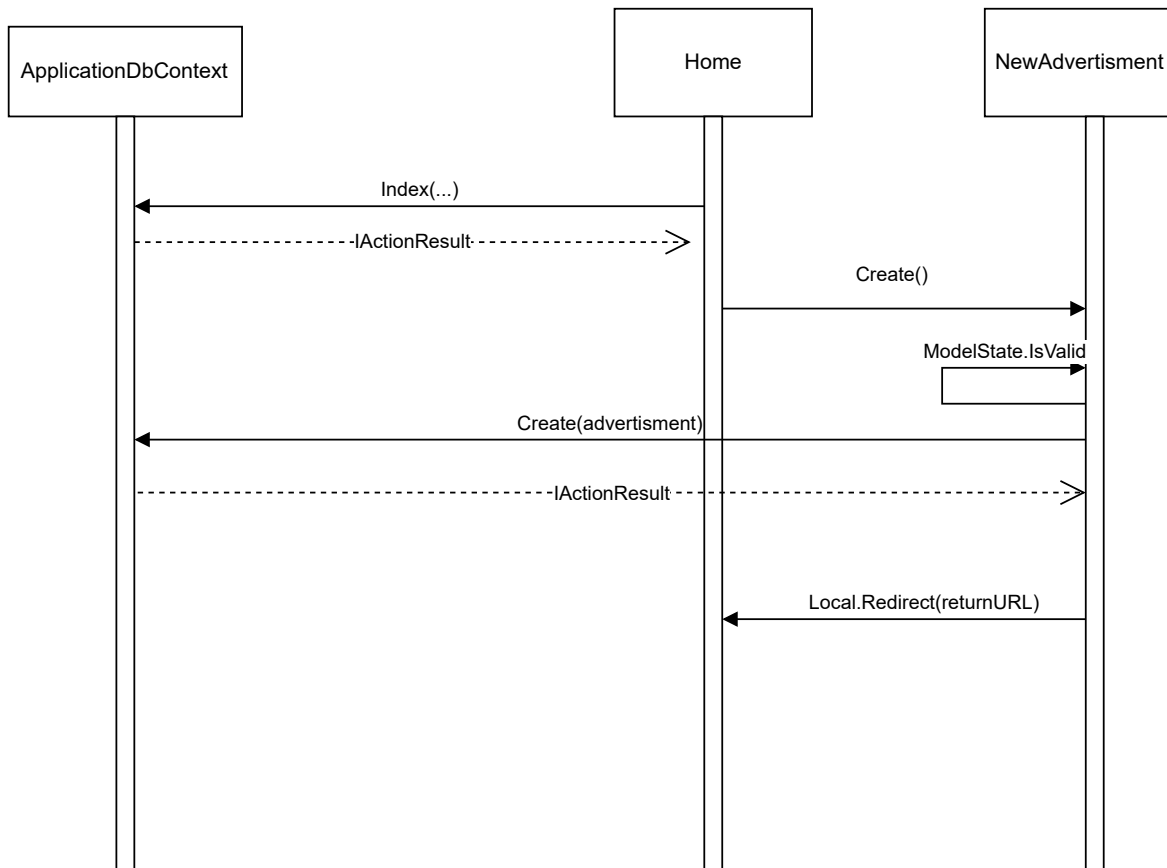 ApplicationDbContext
Home
NewAdvertisment
Index(...)
IActionResult
Create()
ModelState.IsValid
Create(advertisment)
IActionResult
Local.Redirect(returnURL)